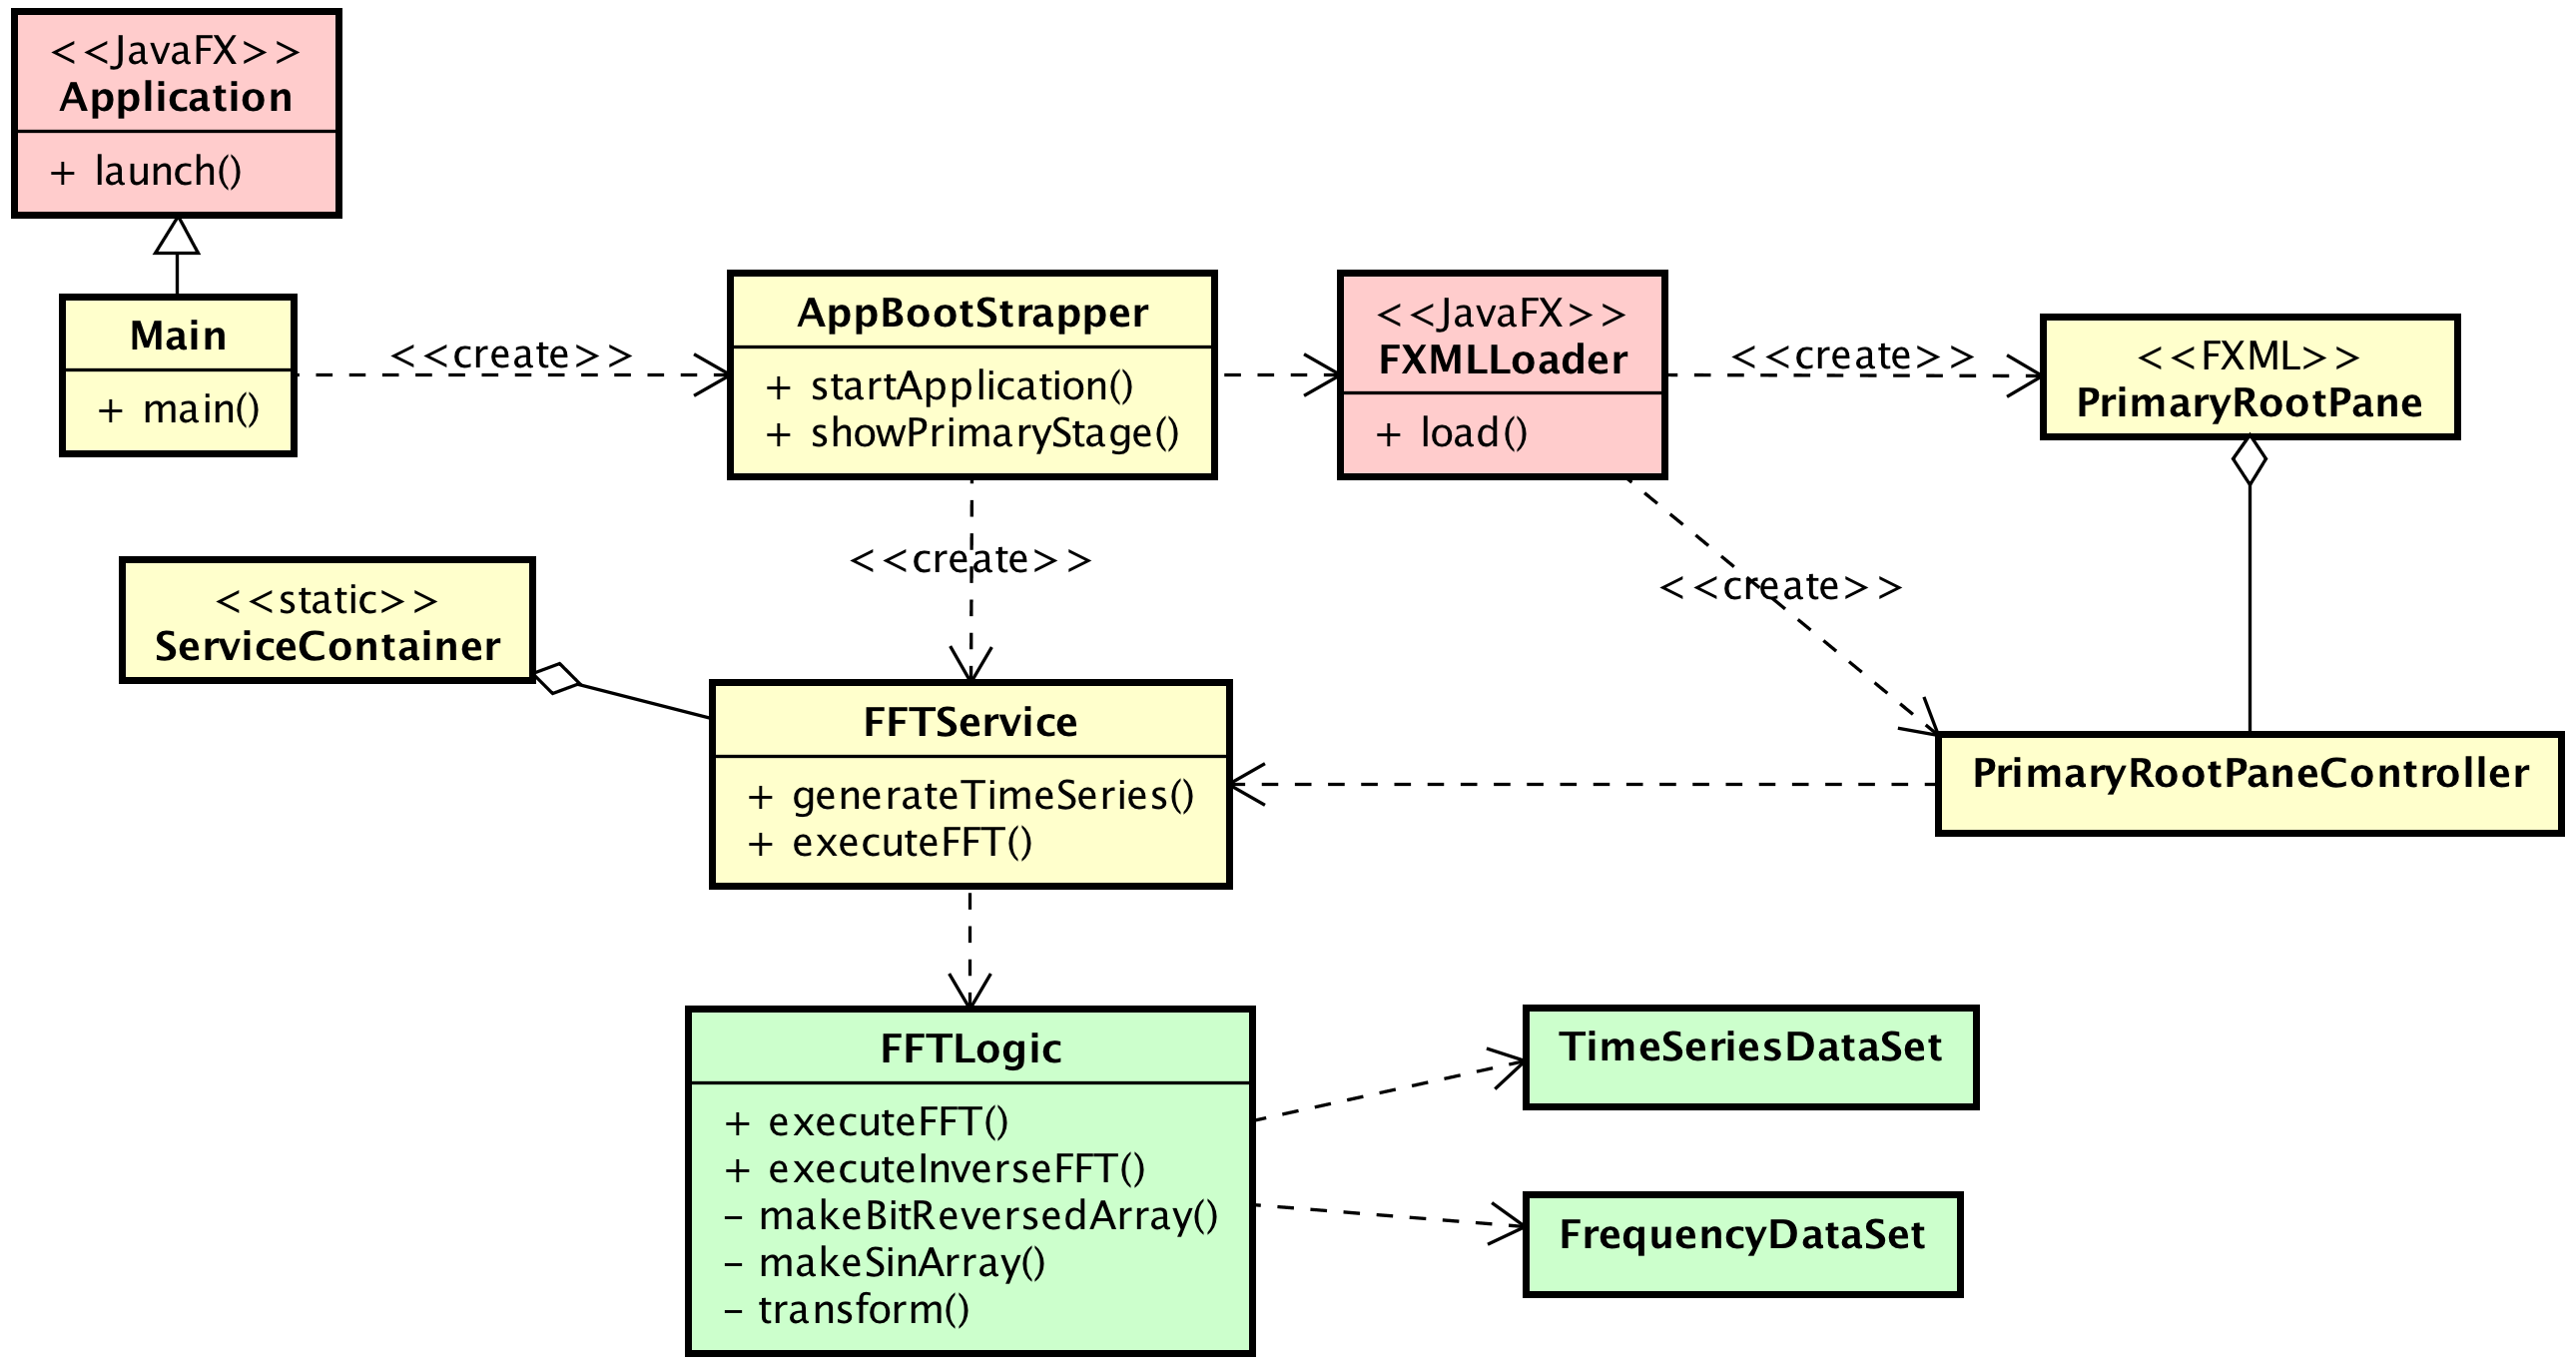 <<JavaFX>>
Application
+ launch()
Main
+ main()
<<create>>
AppBootStrapper
+ startApplication()
+ showPrimaryStage()
<<JavaFX>>
FXMLLoader
+ load()
<<create>>
<<FXML>>
PrimaryRootPane
<<create>>
<<create>>
<<static>>
ServiceContainer
FFTService
+ generateTimeSeries()
+ executeFFT()
PrimaryRootPaneController
FFTLogic
+ executeFFT()
+ executeInverseFFT()
– makeBitReversedArray()
– makeSinArray()
– transform()
TimeSeriesDataSet
FrequencyDataSet